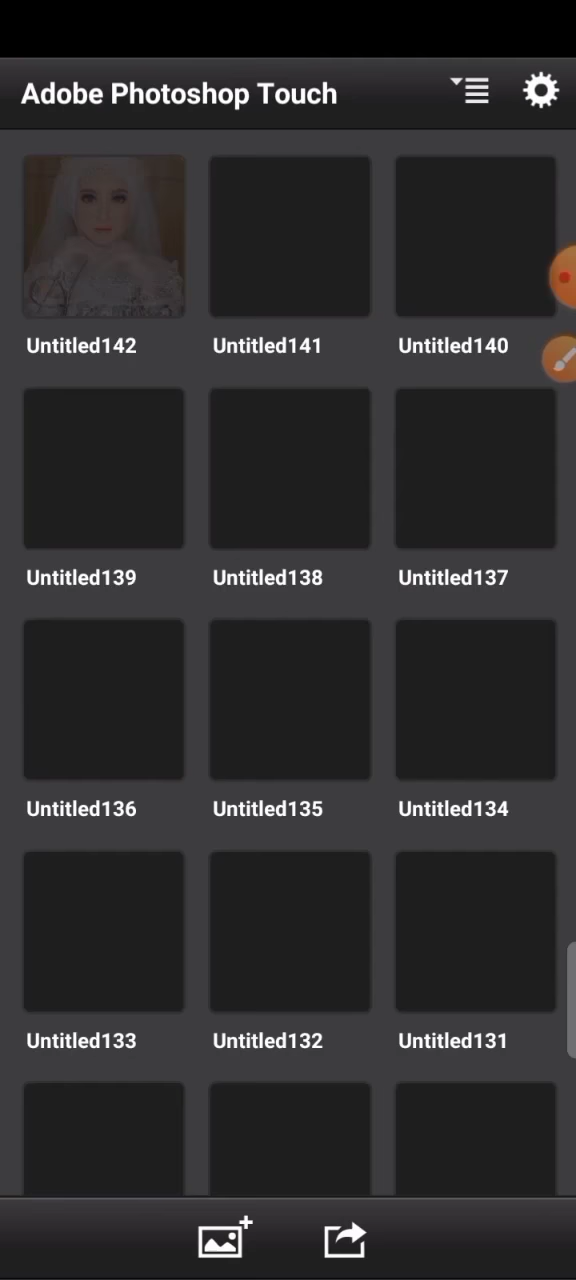 Adobe Photoshop Touch
Untitled142 Untitled141 Untitled140
Untitled139 Untitled138 Untitled137
Untitled136 Untitled135 Untitled134
Untitled133 Untitled132 Untitled131